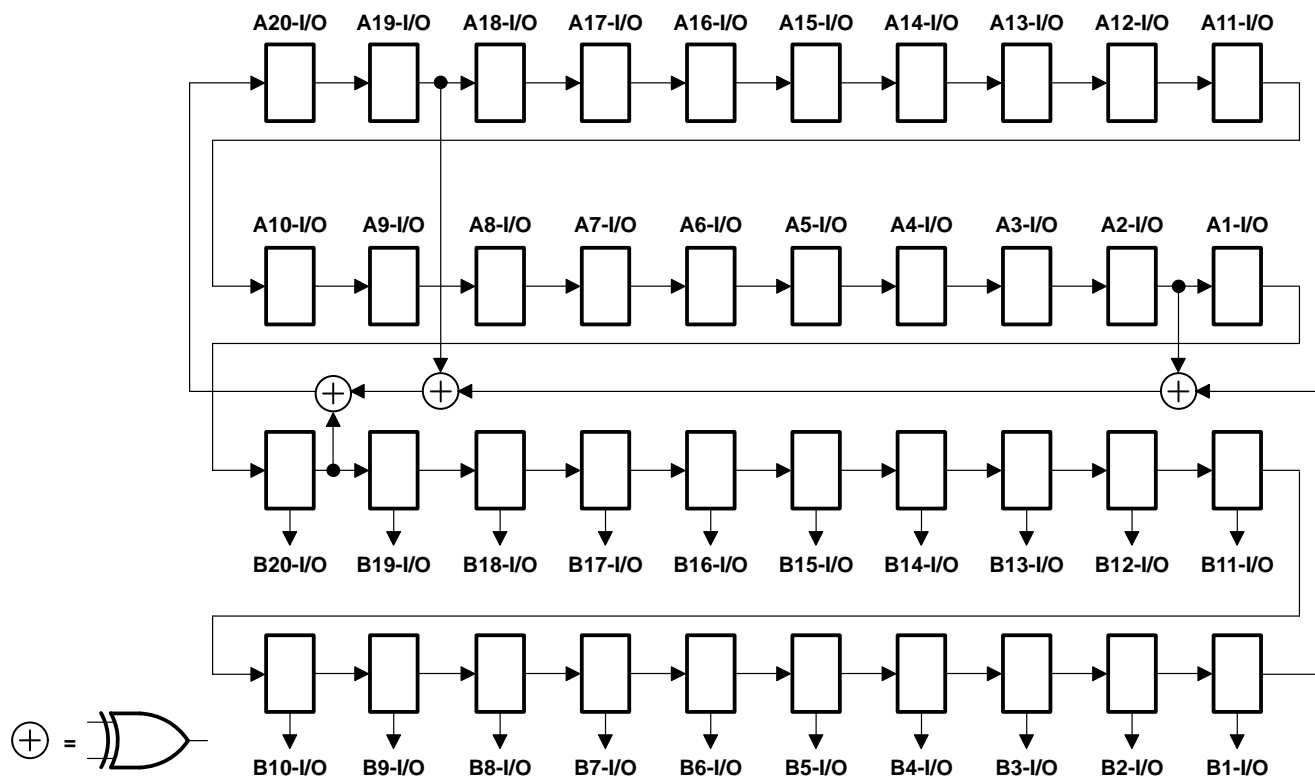 A20-I/O A19-I/O A18-I/O A17-I/O A16-I/O A15-I/O A14-I/O A13-I/O A12-I/O A11-I/O
A10-I/O A9-I/O A8-I/O A7-I/O A6-I/O A5-I/O A4-I/O A3-I/O A2-I/O A1-I/O
B20-I/O B19-I/O B18-I/O B17-I/O B16-I/O B15-I/O B14-I/O B13-I/O B12-I/O B11-I/O
=
B10-I/O B9-I/O B8-I/O B7-I/O B6-I/O B5-I/O B4-I/O B3-I/O B2-I/O B1-I/O